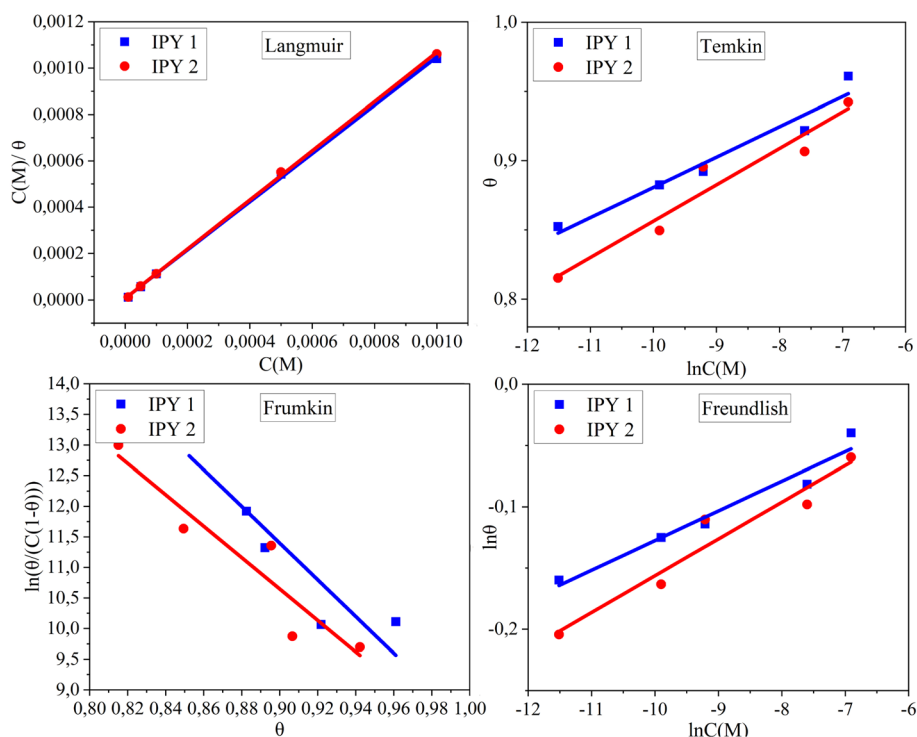 0,0012
0,0010
0,0008
0,0006
0,0004
0,0002
0,0000
C(M)/ θ
IPY 1
IPY 2
Langmuir
0,0000 0,0002 0,0004 0,0006 0,0008 0,0010
C(M)
1,0
0,9
0,8
θ
IPY 1
IPY 2
Temkin
-12 -11 -10 -9 -8 -7 -6
lnC(M)
14,0
13,5
13,0
12,5
12,0
11,5
11,0
10,5
10,0
9,5
9,0
ln(θ/(C(1-θ)))
IPY 1
IPY 2
Frumkin
0,80 0,82 0,84 0,86 0,88 0,90 0,92 0,94 0,96 0,98 1,00
θ
0,0
-0,1
-0,2
lnθ
IPY 1
IPY 2
Freundlish
-12 -11 -10 -9 -8 -7 -6
lnC(M)